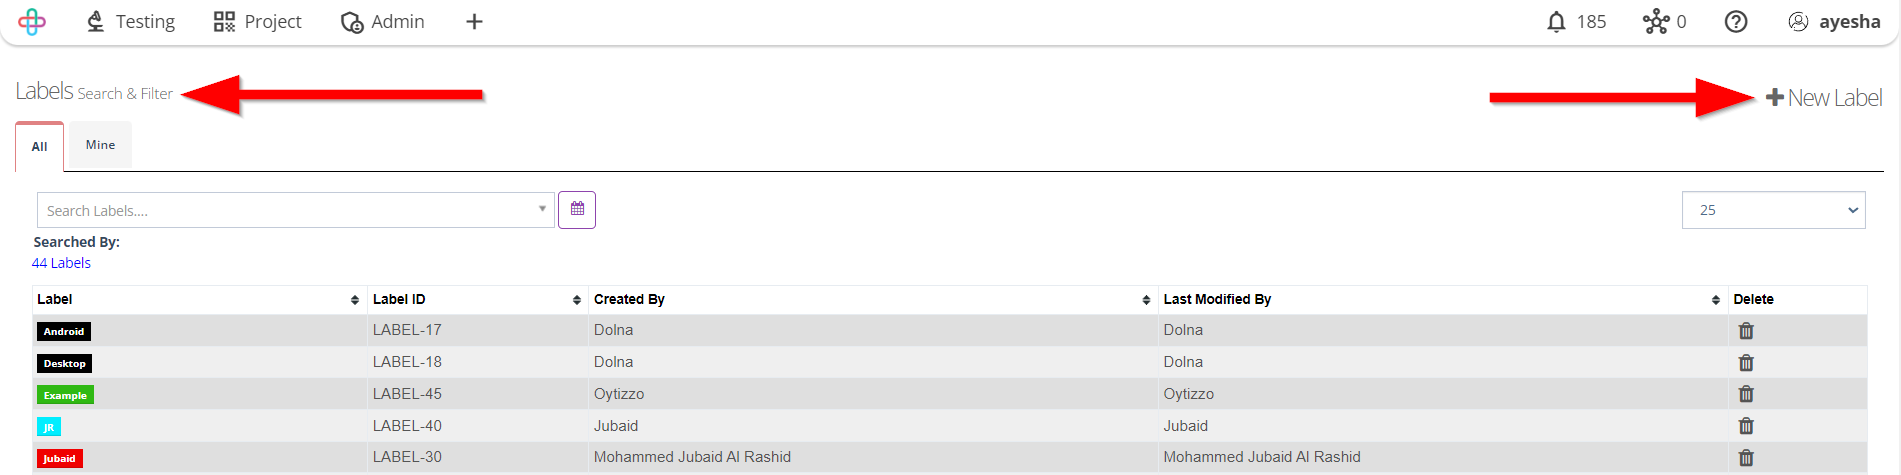 Testing Project Admin 185 0 ayesha
Labels Search & Filter New Label
All Mine
Search Labels.... 25
Searched By:
44 Labels
Label Label ID Created By Last Modified By Delete
Android LABEL-17 Dolna Dolna
Desktop LABEL-18 Dolna Dolna
Example LABEL-45 Oytizzo Oytizzo
JR LABEL-40 Jubaid Jubaid
Jubaid LABEL-30 Mohammed Jubaid Al Rashid Mohammed Jubaid Al Rashid